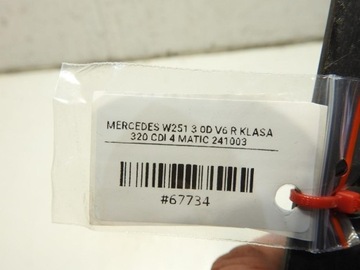 MERCEDES W251 3.0D V6 R KLASA
320 CDI 4 MATIC 241003
#67734